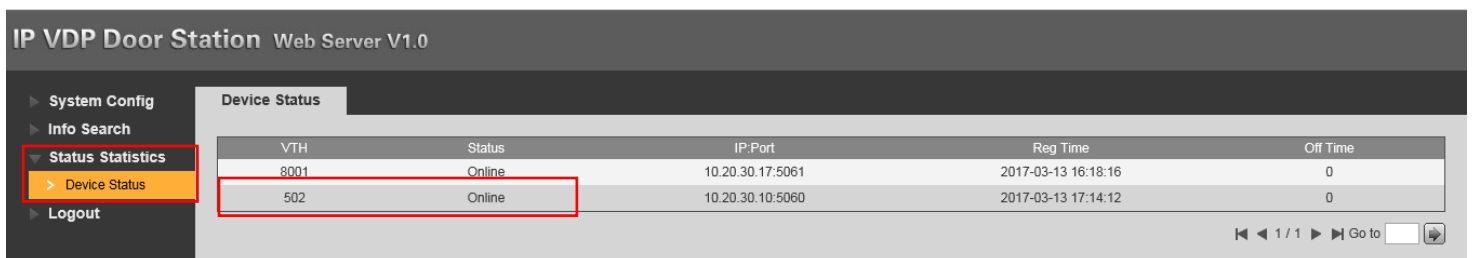 IP VDP Door Station Web Server V1.0
System Config
Info Search
Status Statistics
Device Status
Logout
Device Status
VTH Status IP:Port Reg Time Off Time
8001 Online 10.20.30.17:5061 2017-03-13 16:18:16 0
502 Online 10.20.30.10:5060 2017-03-13 17:14:12 0
1 / 1 Go to